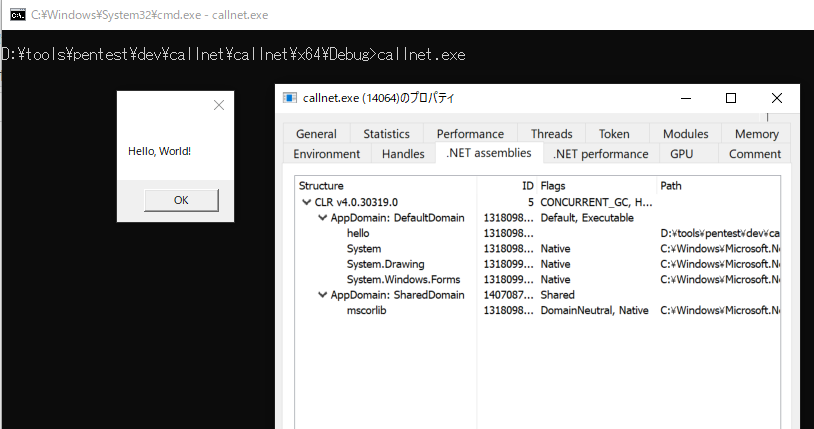 C:¥Windows¥System32¥cmd.exe - callnet.exe
D:¥tools¥pentest¥dev¥callnet¥callnet¥x64¥Debug>callnet.exe
Hello, World!
OK
callnet.exe (14064)のプロパティ
General Statistics Performance Threads Token Modules Memory
Environment Handles .NET assemblies .NET performance GPU Comment
Structure ID Flags Path
CLR v4.0.30319.0 5 CONCURRENT_GC, H...
AppDomain: DefaultDomain 1318098... Default, Executable
hello 1318098... D:¥tools¥pentest¥dev¥ca
System 1318098... Native C:¥Windows¥Microsoft.N
System.Drawing 1318099... Native C:¥Windows¥Microsoft.N
System.Windows.Forms 1318099... Native C:¥Windows¥Microsoft.N
AppDomain: SharedDomain 1407087... Shared
mscorlib 1318098... DomainNeutral, Native C:¥Windows¥Microsoft.N